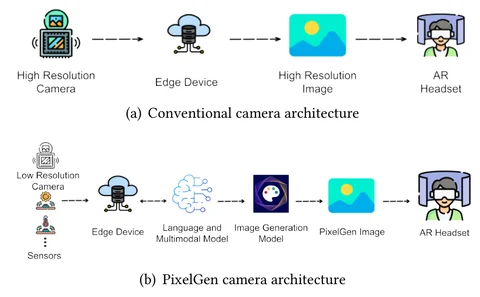 High Resolution
Camera
Edge Device
High Resolution
Image
AR
Headset
(a) Conventional camera architecture
Low Resolution
Camera
Sensors
Edge Device
Language and
Multimodal Model
Image Generation
Model
PixelGen Image
AR Headset
(b) PixelGen camera architecture